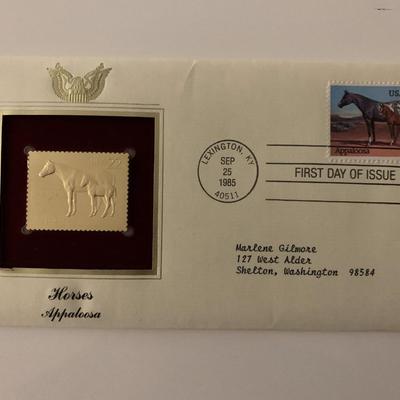 U.S.
Appaloosa
LEXINGTON, KY
SEP
25
1985
40511
FIRST DAY OF ISSUE
22
Marlene Gilmore
127 West Alder
Shelton, Washington 98584
Horses
Appaloosa